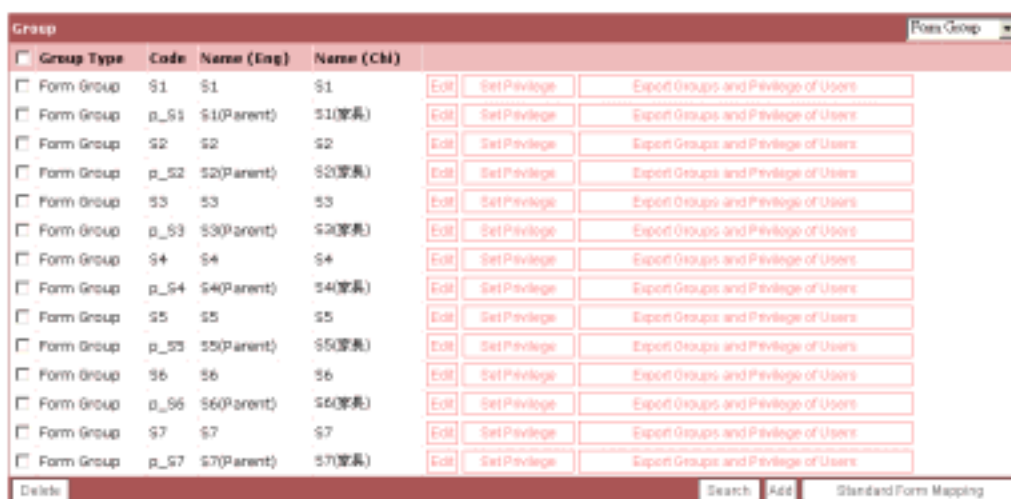 Group Form Group
Group Type Code Name (Eng) Name (Chi)
Form Group S1 S1 S1 Edit Set Privilege Export Groups and Privilege of Users
Form Group p_S1 S1(Parent) S1(家長) Edit Set Privilege Export Groups and Privilege of Users
Form Group S2 S2 S2 Edit Set Privilege Export Groups and Privilege of Users
Form Group p_S2 S2(Parent) S2(家長) Edit Set Privilege Export Groups and Privilege of Users
Form Group S3 S3 S3 Edit Set Privilege Export Groups and Privilege of Users
Form Group p_S3 S3(Parent) S3(家長) Edit Set Privilege Export Groups and Privilege of Users
Form Group S4 S4 S4 Edit Set Privilege Export Groups and Privilege of Users
Form Group p_S4 S4(Parent) S4(家長) Edit Set Privilege Export Groups and Privilege of Users
Form Group S5 S5 S5 Edit Set Privilege Export Groups and Privilege of Users
Form Group p_S5 S5(Parent) S5(家長) Edit Set Privilege Export Groups and Privilege of Users
Form Group S6 S6 S6 Edit Set Privilege Export Groups and Privilege of Users
Form Group p_S6 S6(Parent) S6(家長) Edit Set Privilege Export Groups and Privilege of Users
Form Group S7 S7 S7 Edit Set Privilege Export Groups and Privilege of Users
Form Group p_S7 S7(Parent) S7(家長) Edit Set Privilege Export Groups and Privilege of Users
Delete Search Add Standard Form Mapping